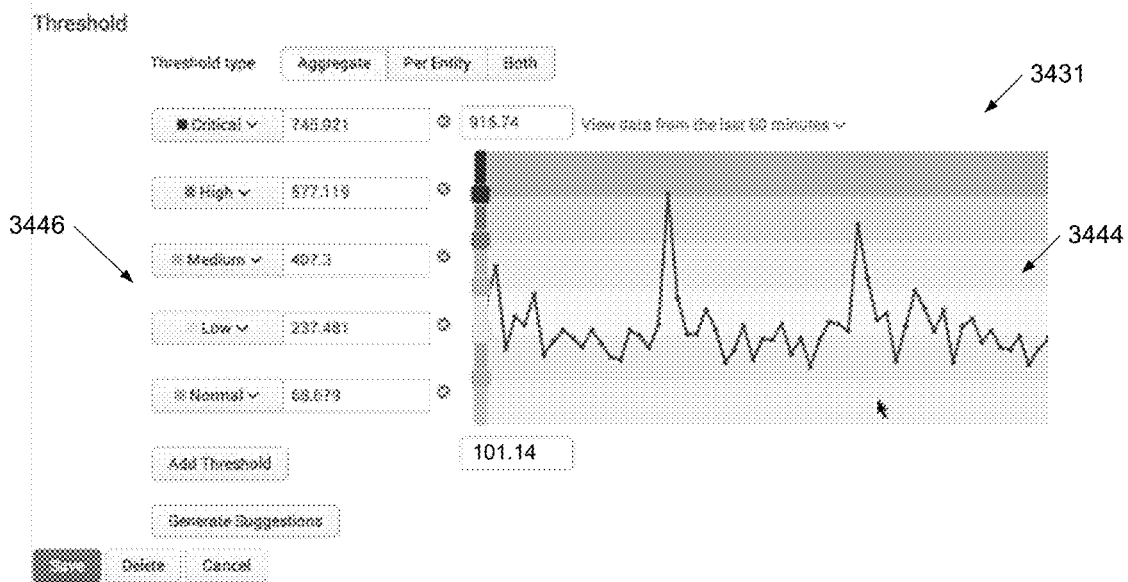 Threshold
Threshold type Aggregate Per Entity Both
3431
Critical 745.921 915.74 View data from the last 60 minutes
High 577.119
3446
3444
Medium 407.3
Low 237.481
Normal 68.679
101.14
Add Threshold
Generate Suggestions
Save Delete Cancel